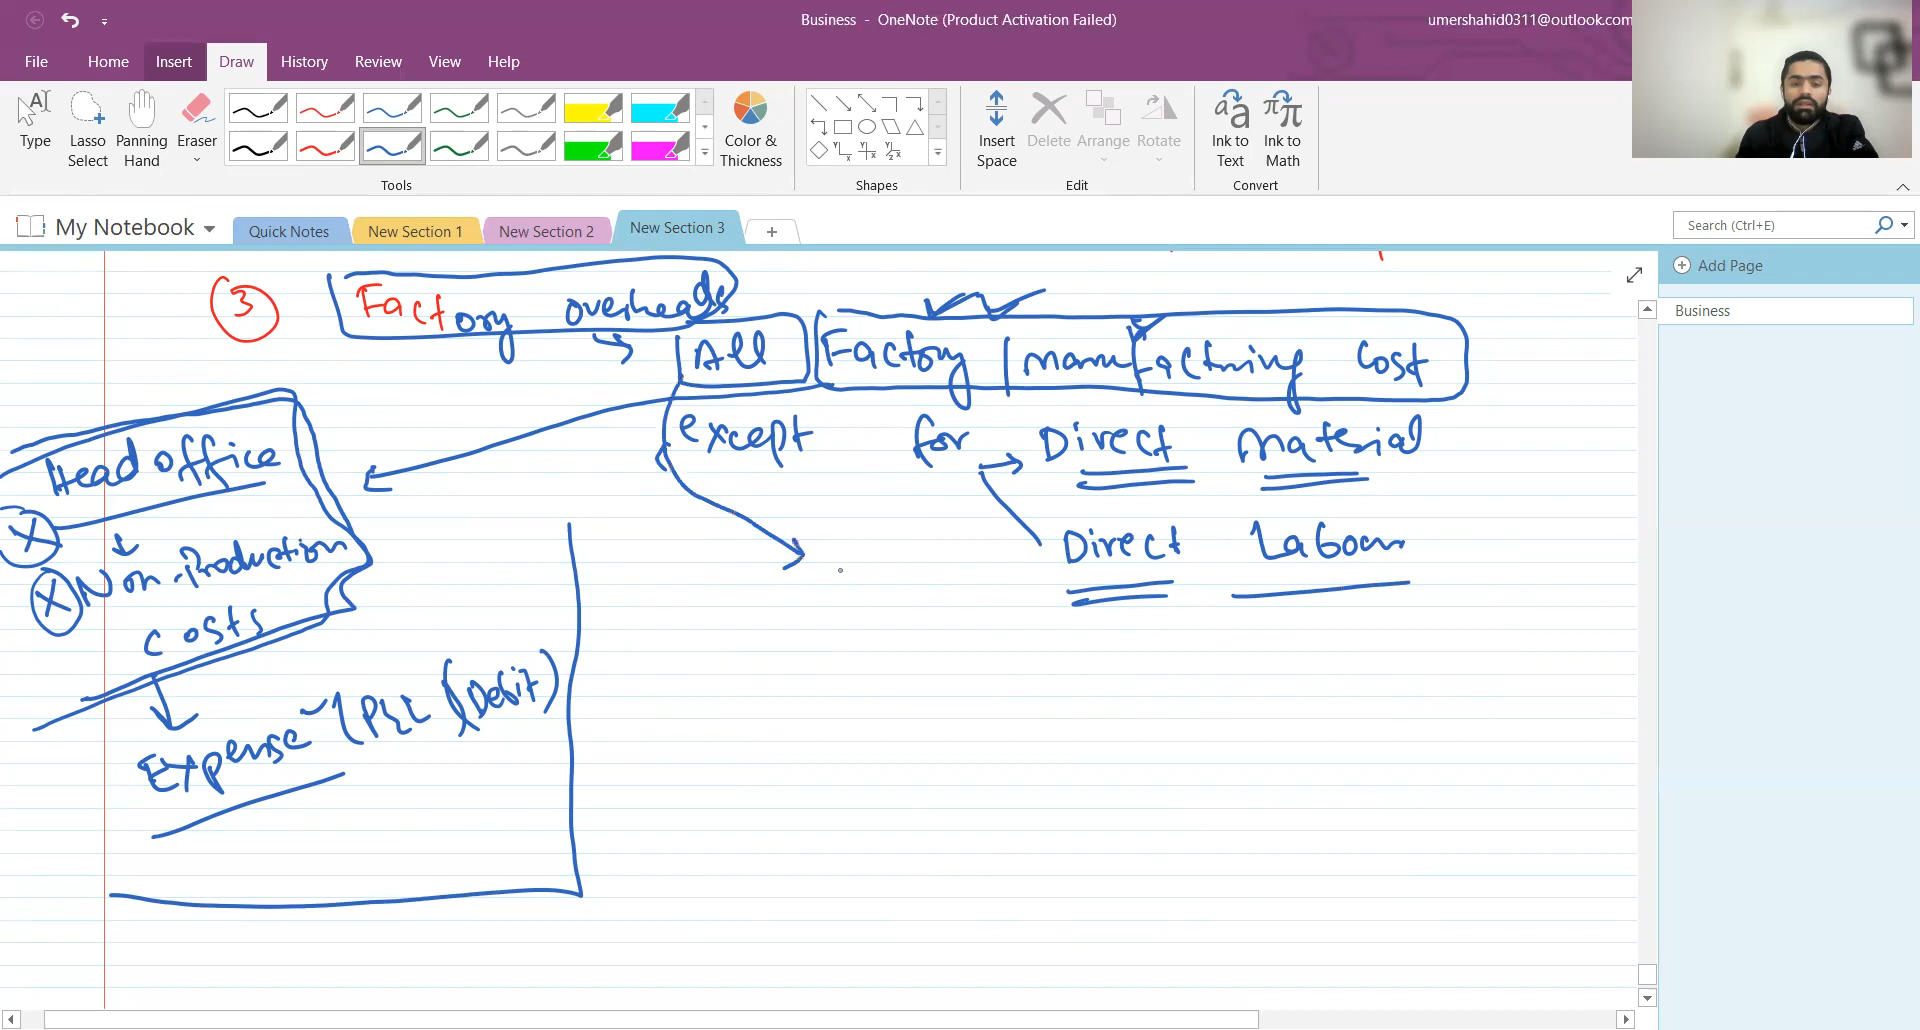 Business - OneNote (Product Activation Failed)
umershahid0311@outlook.com
File Home Insert Draw History Review View Help
Type
Lasso Select
Panning Hand
Eraser
Color & Thickness
Insert Space
Delete
Arrange
Rotate
Ink to Text
Ink to Math
Tools Shapes Edit Convert
My Notebook Quick Notes New Section 1 New Section 2 New Section 3
Search (Ctrl+E)
Add Page
Business
3 Factory overheads
All Factory | manufacturing cost
except for Direct material
Direct Labour
Head office
X
X Non-Production
costs
Expense - (P&L (Debit)